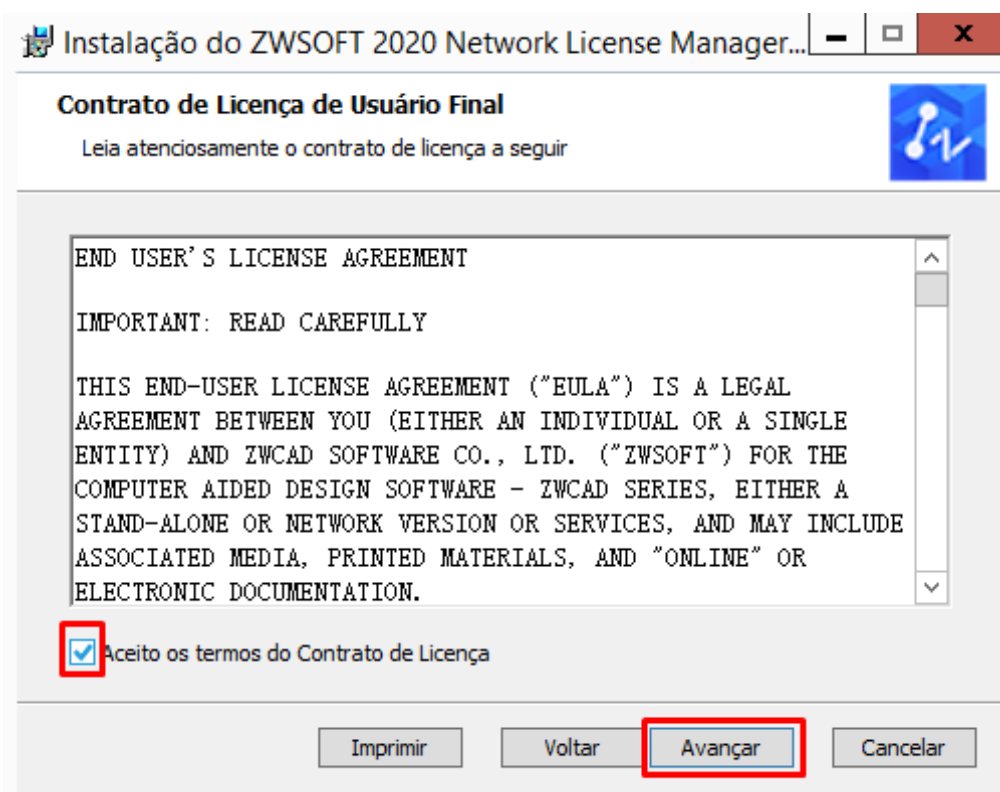 Instalação do ZWSOFT 2020 Network License Manager...
Contrato de Licença de Usuário Final
Leia atenciosamente o contrato de licença a seguir
END USER'S LICENSE AGREEMENT
IMPORTANT: READ CAREFULLY
THIS END-USER LICENSE AGREEMENT ("EULA") IS A LEGAL
AGREEMENT BETWEEN YOU (EITHER AN INDIVIDUAL OR A SINGLE
ENTITY) AND ZWCAD SOFTWARE CO., LTD. ("ZWSOFT") FOR THE
COMPUTER AIDED DESIGN SOFTWARE - ZWCAD SERIES, EITHER A
STAND-ALONE OR NETWORK VERSION OR SERVICES, AND MAY INCLUDE
ASSOCIATED MEDIA, PRINTED MATERIALS, AND "ONLINE" OR
ELECTRONIC DOCUMENTATION.
Aceito os termos do Contrato de Licença
Imprimir Voltar Avançar Cancelar